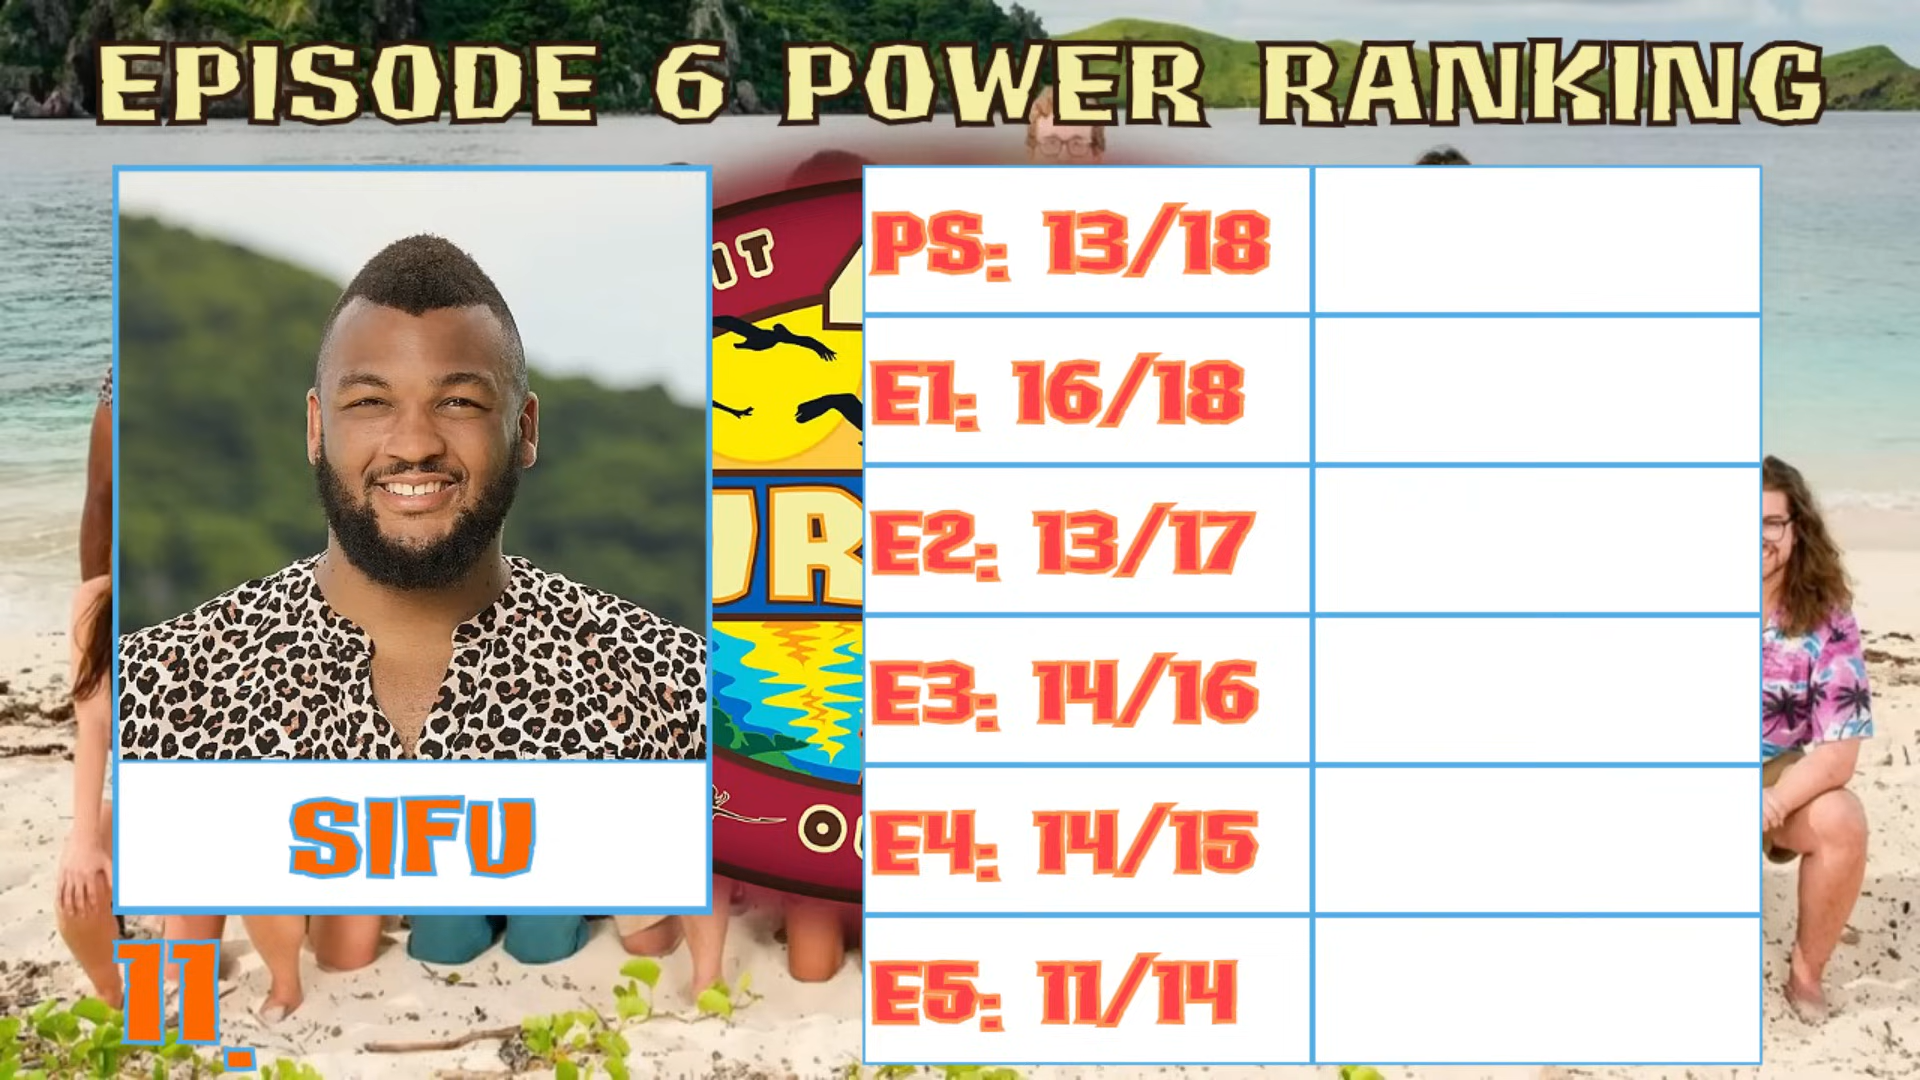 EPISODE 6 POWER RANKING
PS: 13/18
E1: 16/18
E2: 13/17
E3: 14/16
E4: 14/15
E5: 11/14
SIFU
11.